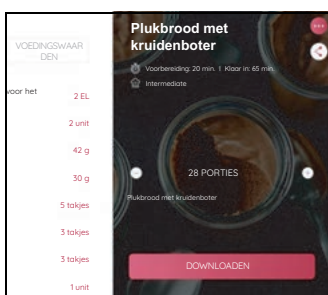 VOEDINGSWAAR
DEN
voor het
2 EL
2 unit
42 g
30 g
5 takjes
3 takjes
3 takjes
1 unit
Plukbrood met
kruidenboter
Voorbereiding: 20 min. I Klaar in: 65 min.
Intermediate
28 PORTIES
Plukbrood met kruidenboter
DOWNLOADEN